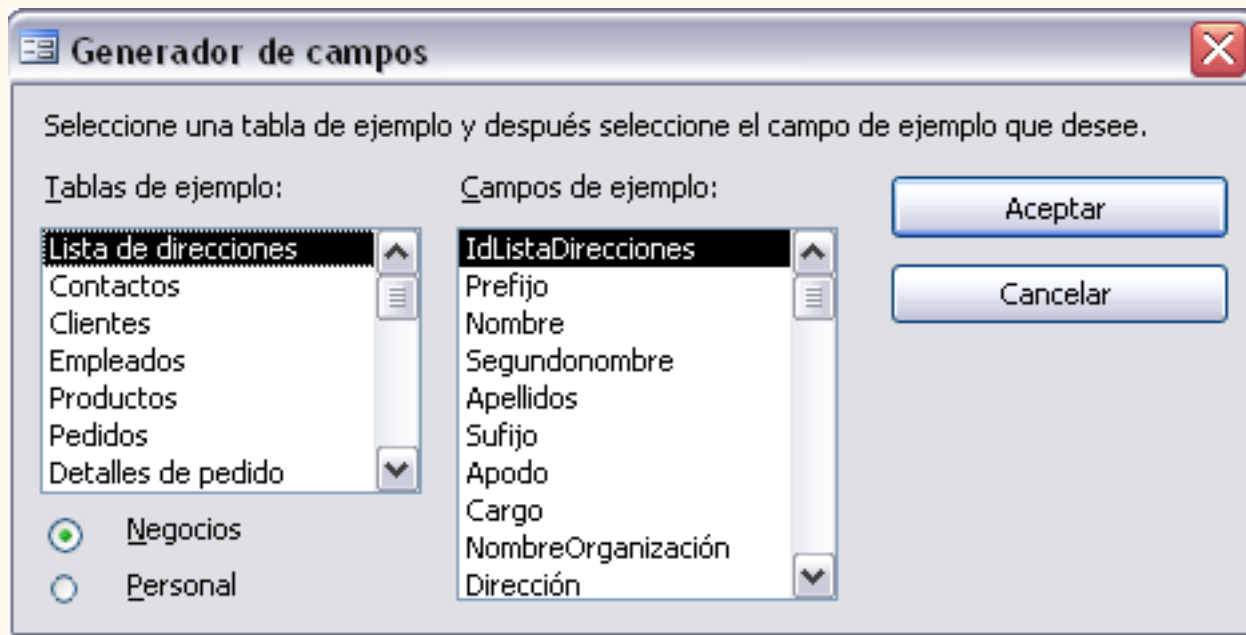 Generador de campos
Seleccione una tabla de ejemplo y después seleccione el campo de ejemplo que desee.
Tablas de ejemplo:
Lista de direcciones
Contactos
Clientes
Empleados
Productos
Pedidos
Detalles de pedido
Negocios
Personal
Campos de ejemplo:
IdListaDirecciones
Prefijo
Nombre
Segundonombre
Apellidos
Sufijo
Apodo
Cargo
NombreOrganización
Dirección
Aceptar
Cancelar